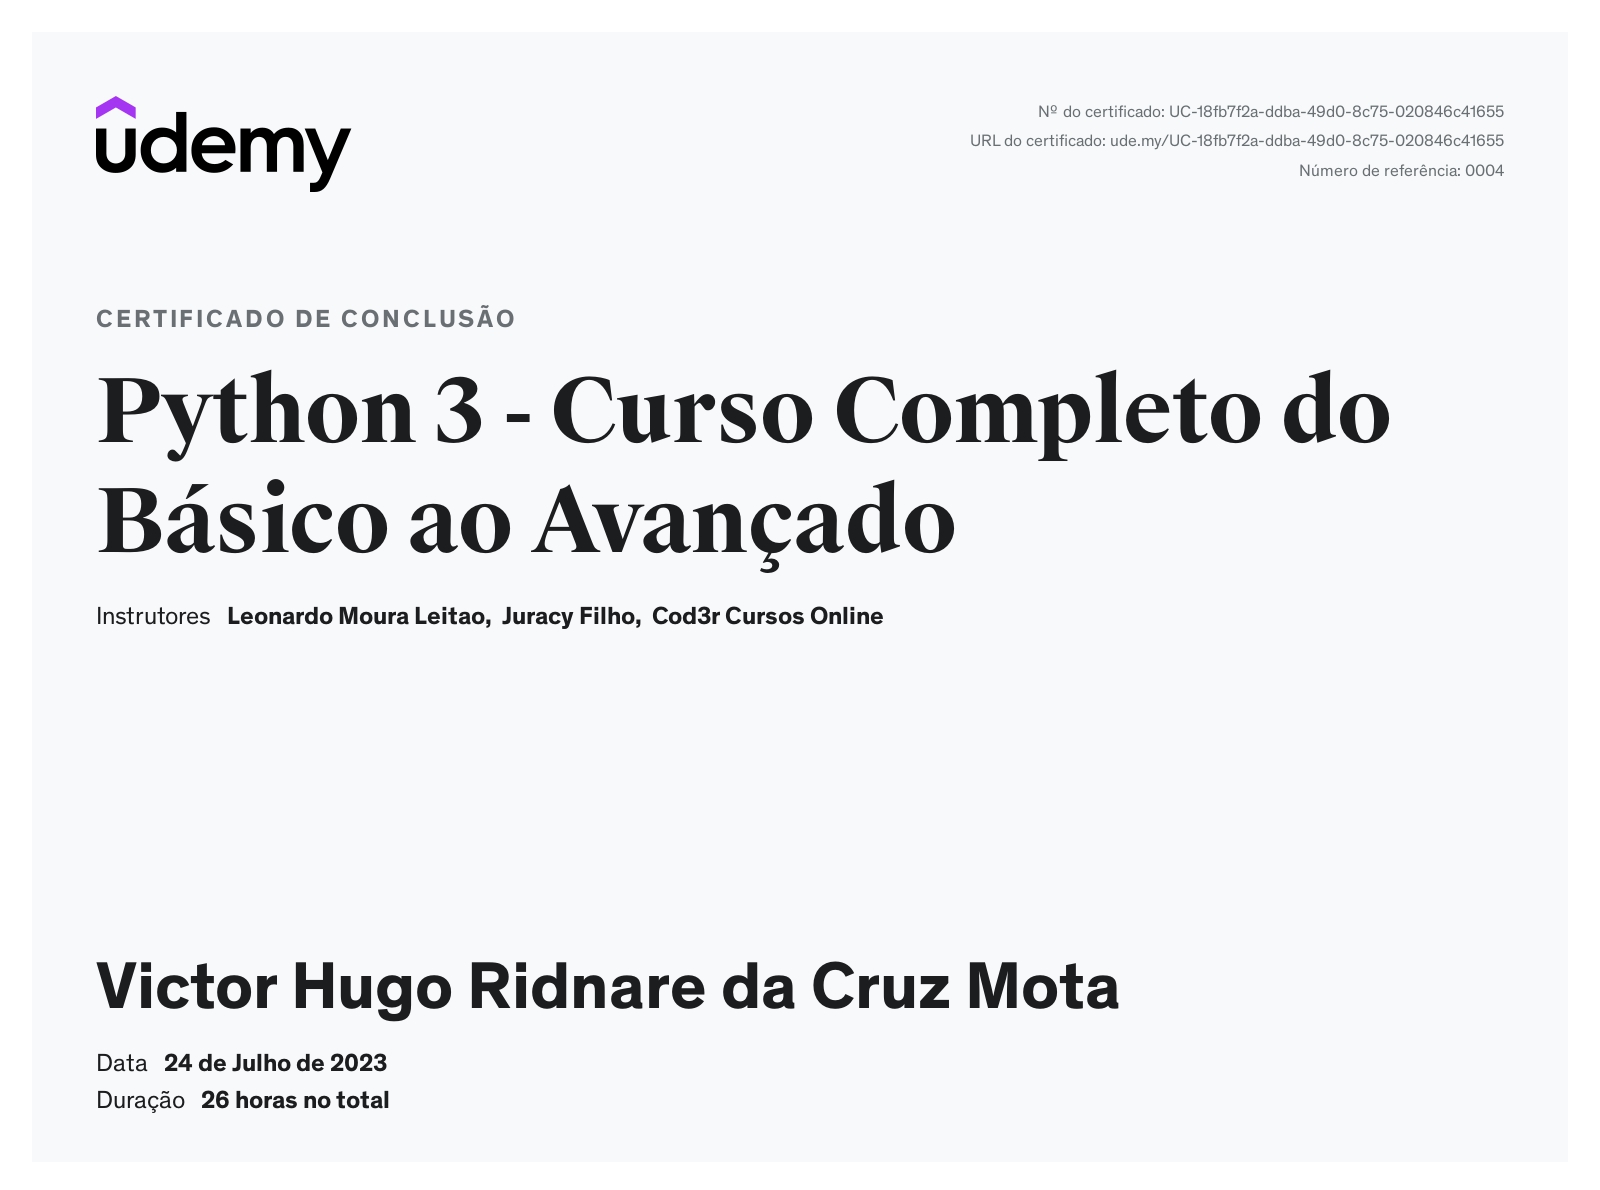 udemy
Nº do certificado: UC-18fb7f2a-ddba-49d0-8c75-020846c41655
URL do certificado: ude.my/UC-18fb7f2a-ddba-49d0-8c75-020846c41655
Número de referência: 0004
CERTIFICADO DE CONCLUSÃO
Python 3 - Curso Completo do
Básico ao Avançado
Instrutores Leonardo Moura Leitao, Juracy Filho, Cod3r Cursos Online
Victor Hugo Ridnare da Cruz Mota
Data 24 de Julho de 2023
Duração 26 horas no total